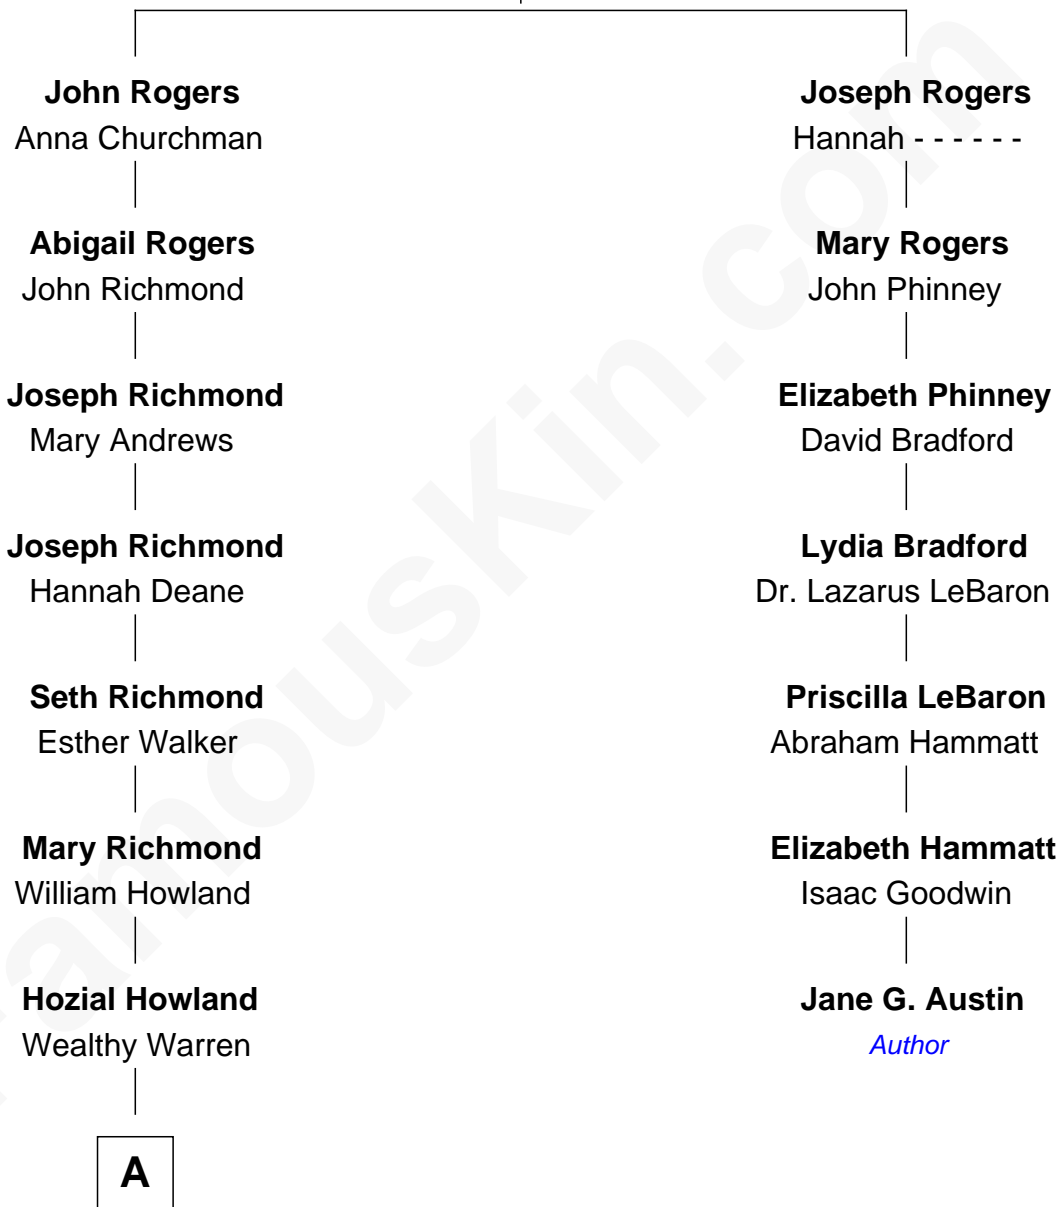 John Rogers
Anna Churchman
Abigail Rogers
John Richmond
Joseph Richmond
Mary Andrews
Joseph Richmond
Hannah Deane
Seth Richmond
Esther Walker
Mary Richmond
William Howland
Hozial Howland
Wealthy Warren
A
Joseph Rogers
Hannah - - - - - -
Mary Rogers
John Phinney
Elizabeth Phinney
David Bradford
Lydia Bradford
Dr. Lazarus LeBaron
Priscilla LeBaron
Abraham Hammatt
Elizabeth Hammatt
Isaac Goodwin
Jane G. Austin
Author
FamousKin.com